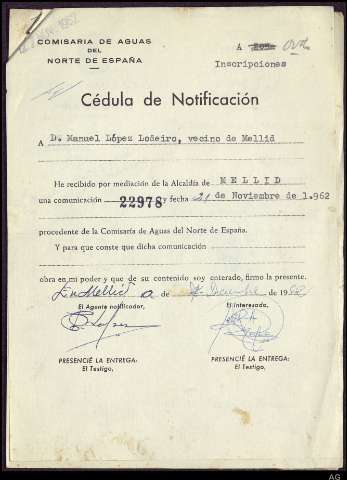 COMISARIA DE AGUAS
DEL
NORTE DE ESPAÑA
A
Inscripciones
Cédula de Notificación
A D. Manuel López Lodeiro, vecino de Mellid
He recibido por mediación de la Alcaldía de MELLID
una comunicación 22978 y fecha 21 de Noviembre de 1.962
procedente de la Comisaría de Aguas del Norte de España.
Y para que conste que dicha comunicación
obra en mi poder y que de su contenido soy enterado, firmo la presente.
En Mellid a de Diciembre de 1962
El Agente notificador, El interesado,
PRESENCIÉ LA ENTREGA: PRESENCIÉ LA ENTREGA:
El Testigo, El Testigo,
AG